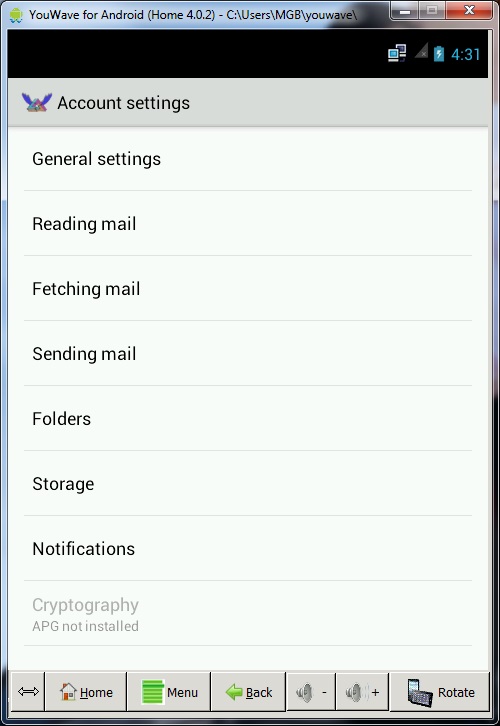 YouWave for Android (Home 4.0.2) - C:\Users\MGB\youwave\
4:31
Account settings
General settings
Reading mail
Fetching mail
Sending mail
Folders
Storage
Notifications
Cryptography
APG not installed
Home Menu Back - + Rotate